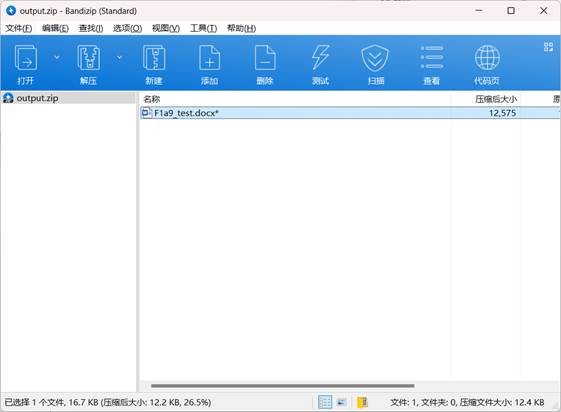 output.zip - Bandizip (Standard)
文件(F) 编辑(E) 查找(I) 选项(O) 视图(V) 工具(T) 帮助(H)
打开 解压 新建 添加 删除 测试 扫描 查看 代码页
output.zip
名称 压缩后大小
F1a9_test.docx* 12,575
已选择 1 个文件, 16.7 KB (压缩后大小: 12.2 KB, 26.5%) 文件: 1, 文件夹: 0, 压缩文件大小: 12.4 KB